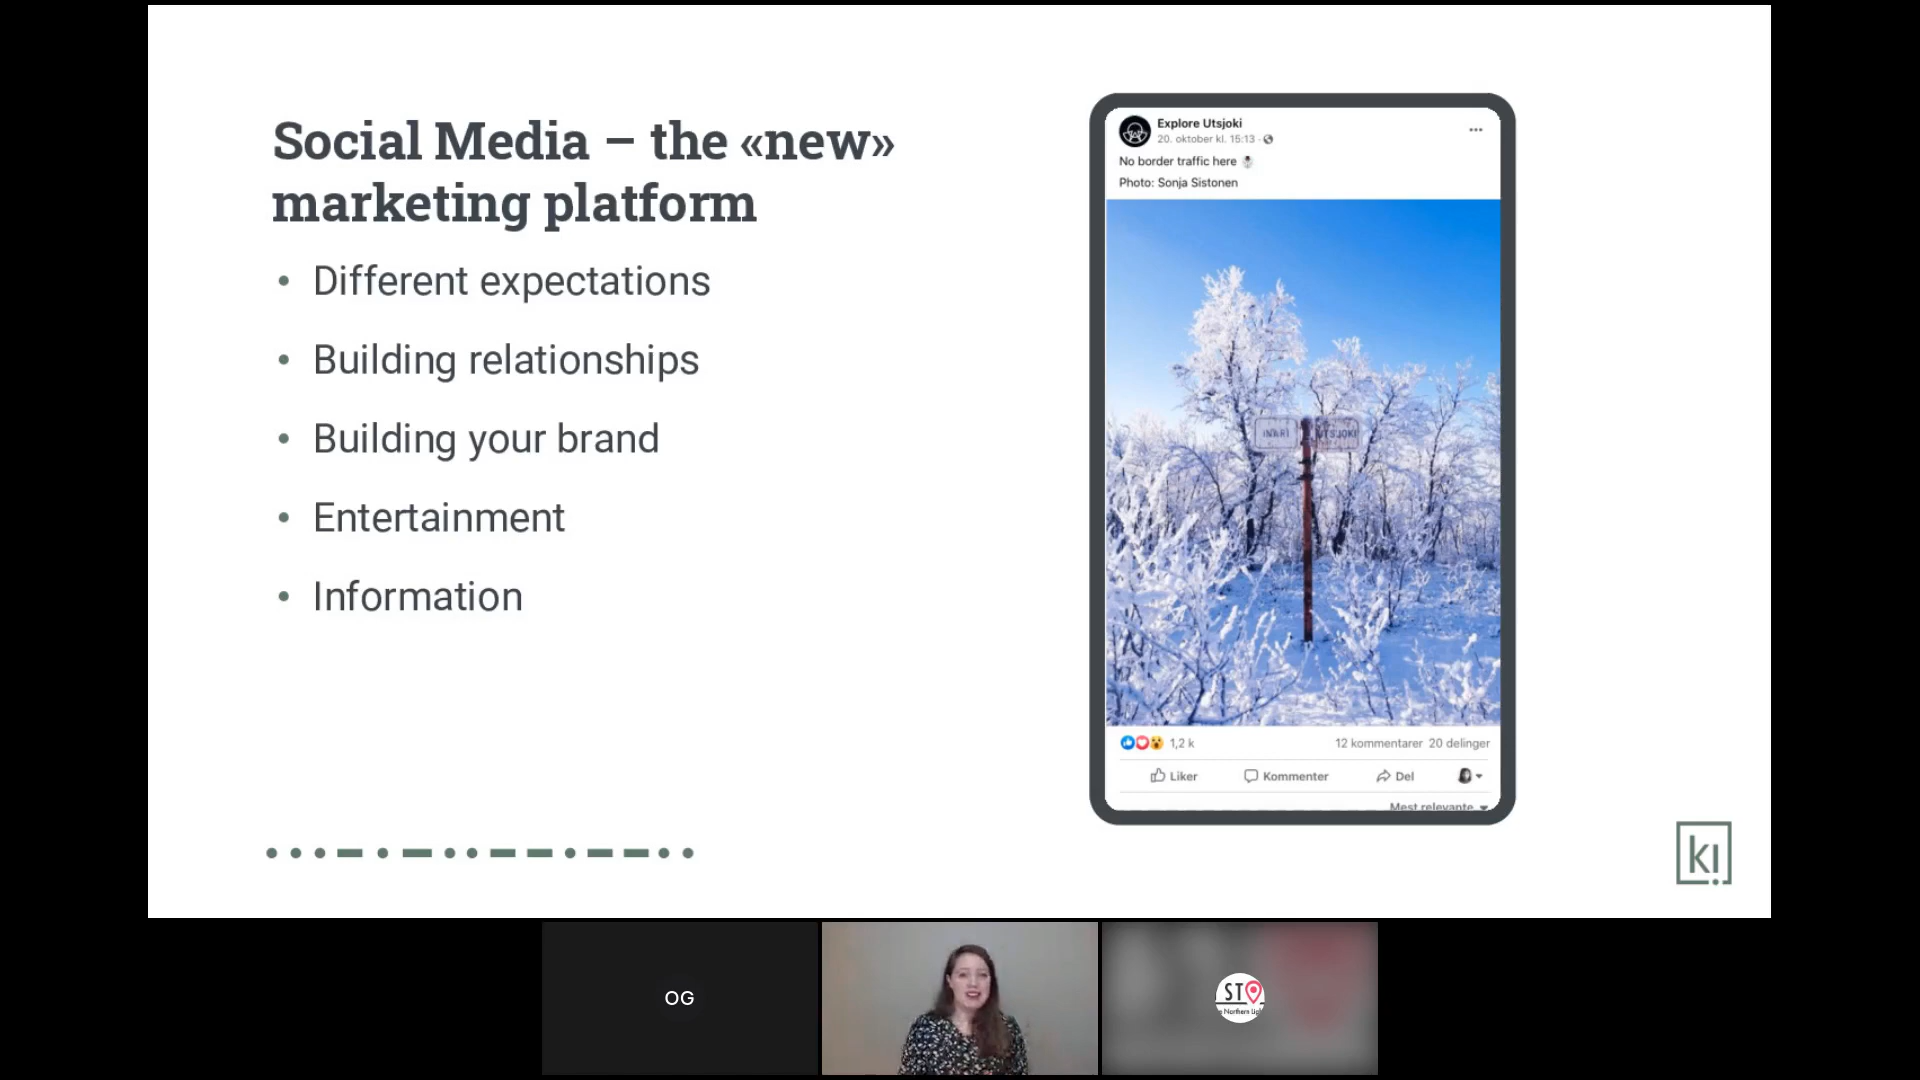 Social Media – the «new»
marketing platform
• Different expectations
• Building relationships
• Building your brand
• Entertainment
• Information
Explore Utsjoki
20. oktober kl. 15:13 ·
No border traffic here
Photo: Sonja Sistonen
INARI
UTSJOKI
1,2 k
12 kommentarer 20 delinger
Liker
Kommenter
Del
Mest relevante
ki
OG
ST
Northern